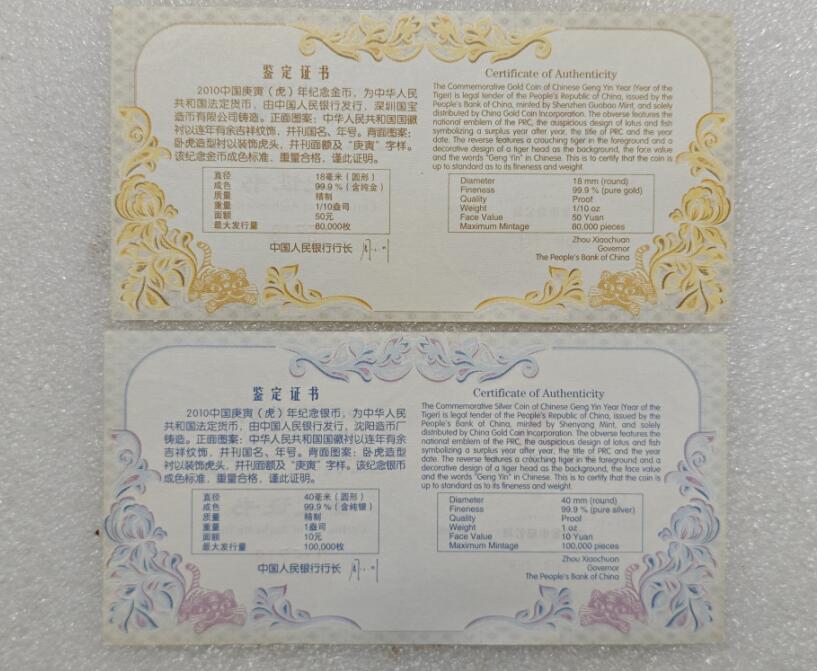 鉴定证书
2010中国庚寅（虎）年纪念金币，为中华人民
共和国法定货币，由中国人民银行发行，深圳国宝
造币有限公司铸造。正面图案：中华人民共和国国徽
衬以连年有余吉祥纹饰，并刊国名、年号。背面图案：
卧虎造型衬以装饰虎头，并刊面额及“庚寅”字样。
该纪念金币成色标准，重量合格，谨此证明。
直径 18毫米（圆形）
成色 99.9％（含纯金）
质量 精制
重量 1/10盎司
面额 50元
最大发行量 80,000枚
中国人民银行行长
Certificate of Authenticity
The Commemorative Gold Coin of Chinese Geng Yin Year (Year of the
Tiger) is legal tender of the People's Republic of China, issued by the
People's Bank of China, minted by Shenzhen Guobao Mint, and solely
distributed by China Gold Coin Incorporation. The obverse features the
national emblem of the PRC, the auspicious design of lotus and fish
symbolizing a surplus year after year, the title of PRC and the year
date. The reverse features a crouching tiger in the foreground and a
decorative design of a tiger head as the background, the face value
and the words "Geng Yin" in Chinese. This is to certify that the coin is
up to standard as to its fineness and weight.
Diameter 18 mm (round)
Fineness 99.9 % (pure gold)
Quality Proof
Weight 1/10 oz
Face Value 50 Yuan
Maximum Mintage 80,000 pieces
Zhou Xiaochuan
Governor
The People's Bank of China
鉴定证书
2010中国庚寅（虎）年纪念银币，为中华人民
共和国法定货币，由中国人民银行发行，沈阳造币厂
铸造。正面图案：中华人民共和国国徽衬以连年有余
吉祥纹饰，并刊国名、年号。背面图案：卧虎造型
衬以装饰虎头，并刊面额及“庚寅”字样。该纪念银币
成色标准，重量合格，谨此证明。
直径 40毫米（圆形）
成色 99.9％（含纯银）
质量 精制
重量 1盎司
面额 10元
最大发行量 100,000枚
中国人民银行行长
Certificate of Authenticity
The Commemorative Silver Coin of Chinese Geng Yin Year (Year of the
Tiger) is legal tender of the People's Republic of China, issued by the
People's Bank of China, minted by Shenyang Mint, and solely
distributed by China Gold Coin Incorporation. The obverse features the
national emblem of the PRC, the auspicious design of lotus and fish
symbolizing a surplus year after year, the title of PRC and the year
date. The reverse features a crouching tiger in the foreground and a
decorative design of a tiger head as the background, the face value
and the words "Geng Yin" in Chinese. This is to certify that the coin is
up to standard as to its fineness and weight.
Diameter 40 mm (round)
Fineness 99.9 % (pure silver)
Quality Proof
Weight 1 oz
Face Value 10 Yuan
Maximum Mintage 100,000 pieces
Zhou Xiaochuan
Governor
The People's Bank of China